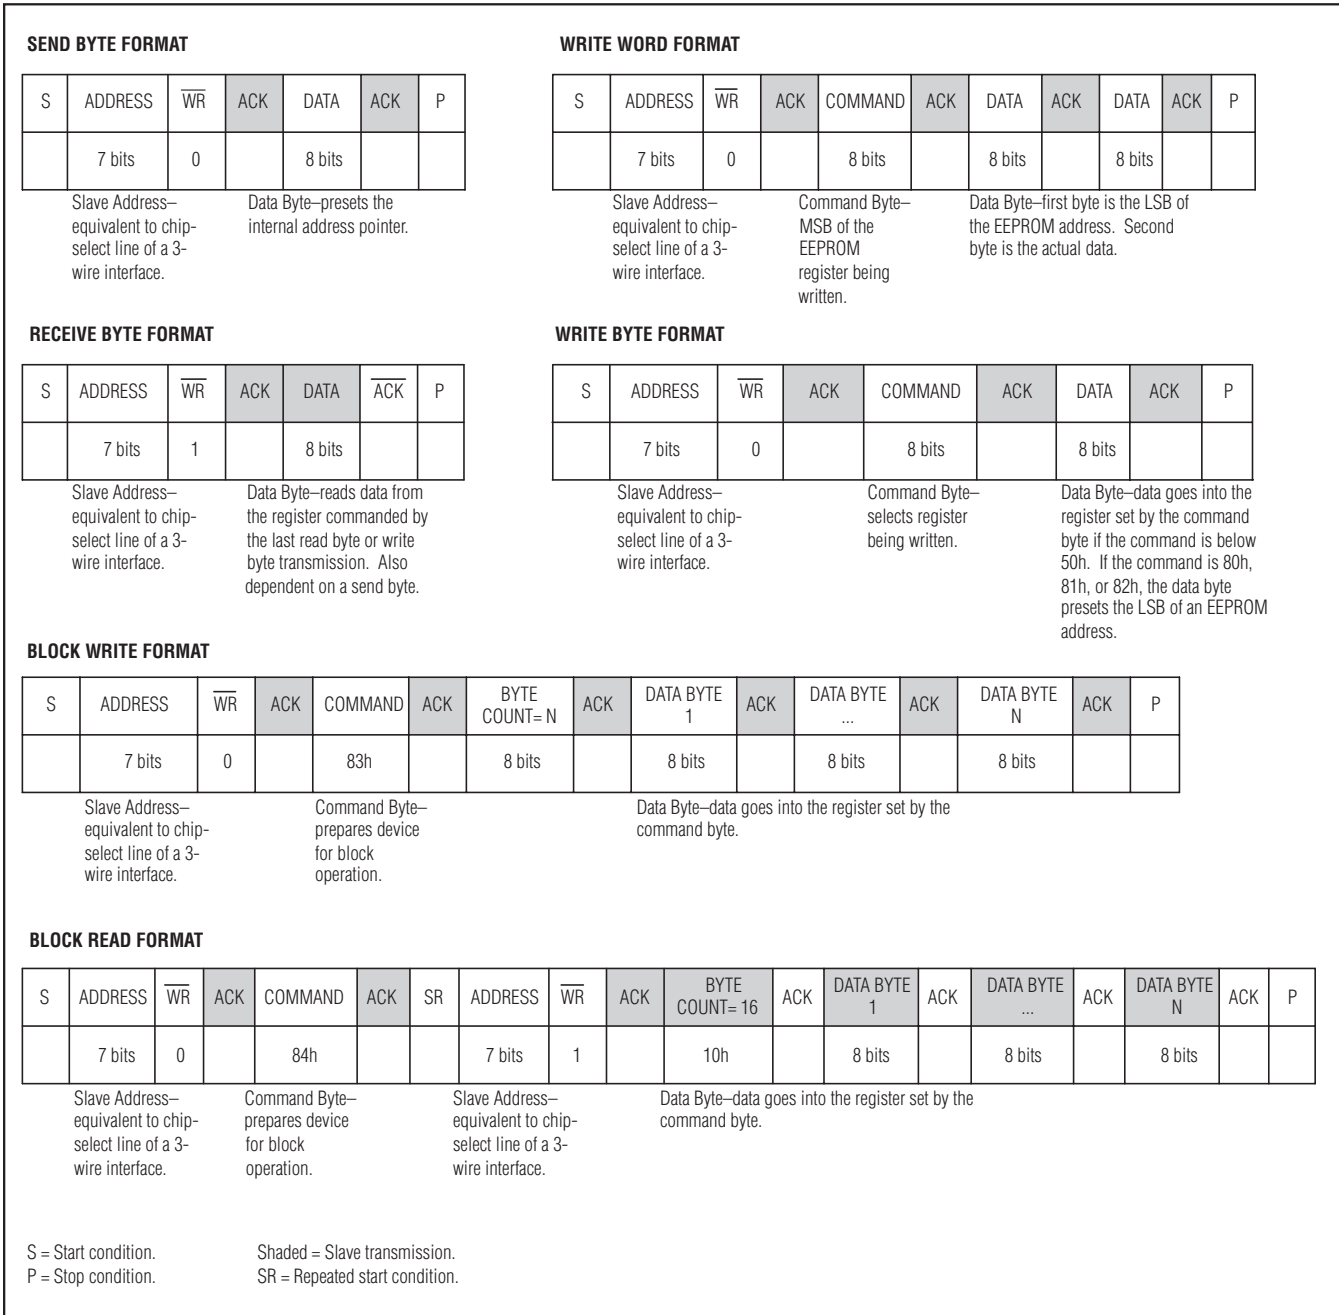 SEND BYTE FORMAT
S ADDRESS WR ACK DATA ACK P
7 bits 0 8 bits
Slave Address–
equivalent to chip-
select line of a 3-
wire interface.
Data Byte–presets the
internal address pointer.
WRITE WORD FORMAT
S ADDRESS WR ACK COMMAND ACK DATA ACK DATA ACK P
7 bits 0 8 bits 8 bits 8 bits
Slave Address–
equivalent to chip-
select line of a 3-
wire interface.
Command Byte–
MSB of the
EEPROM
register being
written.
Data Byte–first byte is the LSB of
the EEPROM address. Second
byte is the actual data.
RECEIVE BYTE FORMAT
S ADDRESS WR ACK DATA ACK P
7 bits 1 8 bits
Slave Address–
equivalent to chip-
select line of a 3-
wire interface.
Data Byte–reads data from
the register commanded by
the last read byte or write
byte transmission. Also
dependent on a send byte.
WRITE BYTE FORMAT
S ADDRESS WR ACK COMMAND ACK DATA ACK P
7 bits 0 8 bits 8 bits
Slave Address–
equivalent to chip-
select line of a 3-
wire interface.
Command Byte–
selects register
being written.
Data Byte–data goes into the
register set by the command
byte if the command is below
50h. If the command is 80h,
81h, or 82h, the data byte
presets the LSB of an EEPROM
address.
BLOCK WRITE FORMAT
S ADDRESS WR ACK COMMAND ACK BYTE COUNT= N ACK DATA BYTE 1 ACK DATA BYTE ... ACK DATA BYTE N ACK P
7 bits 0 83h 8 bits 8 bits 8 bits 8 bits
Slave Address–
equivalent to chip-
select line of a 3-
wire interface.
Command Byte–
prepares device
for block
operation.
Data Byte–data goes into the register set by the
command byte.
BLOCK READ FORMAT
S ADDRESS WR ACK COMMAND ACK SR ADDRESS WR ACK BYTE COUNT= 16 ACK DATA BYTE 1 ACK DATA BYTE ... ACK DATA BYTE N ACK P
7 bits 0 84h 7 bits 1 10h 8 bits 8 bits 8 bits
Slave Address–
equivalent to chip-
select line of a 3-
wire interface.
Command Byte–
prepares device
for block
operation.
Slave Address–
equivalent to chip-
select line of a 3-
wire interface.
Data Byte–data goes into the register set by the
command byte.
S = Start condition.
P = Stop condition.
Shaded = Slave transmission.
SR = Repeated start condition.